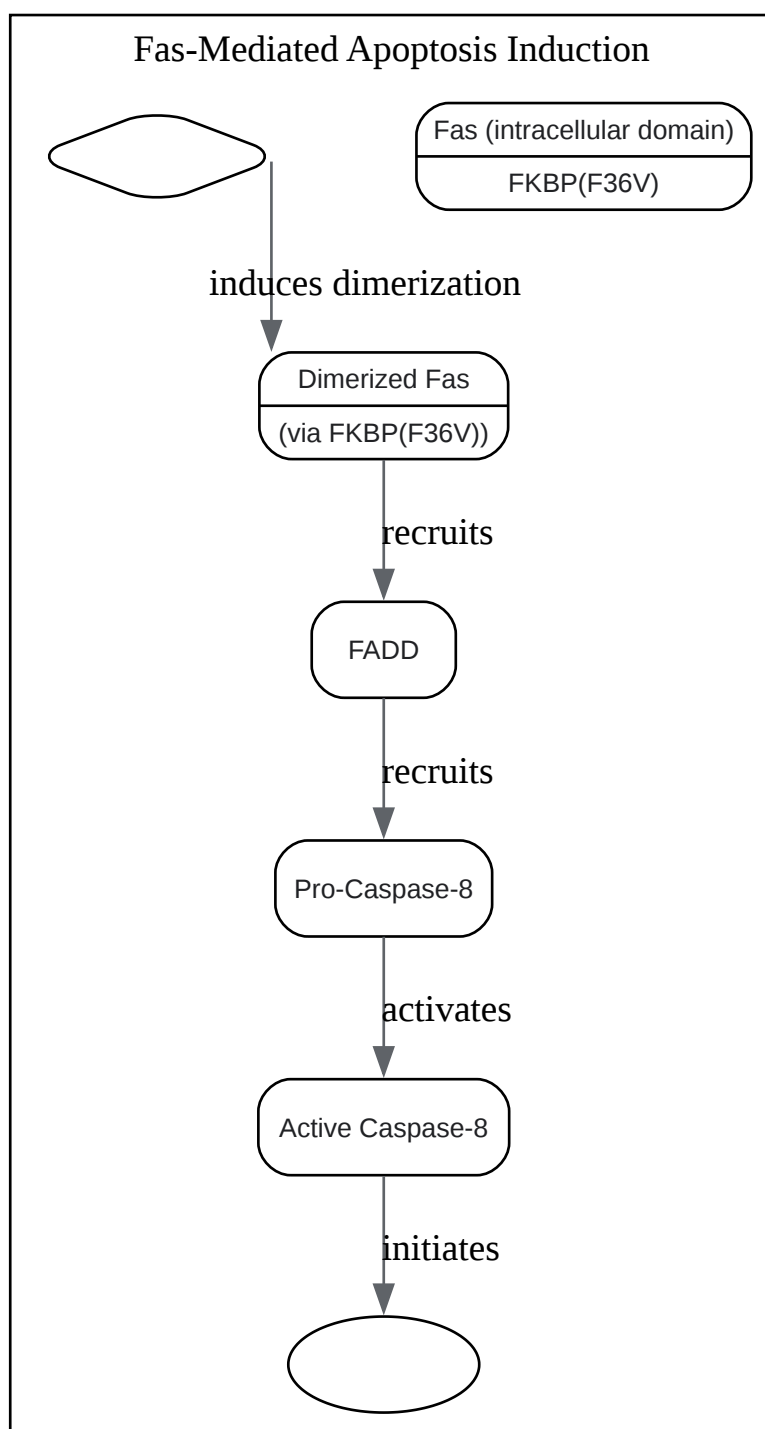 Fas-Mediated Apoptosis Induction
Fas (intracellular domain)
FKBP(F36V)
induces dimerization
Dimerized Fas
(via FKBP(F36V))
recruits
FADD
recruits
Pro-Caspase-8
activates
Active Caspase-8
initiates